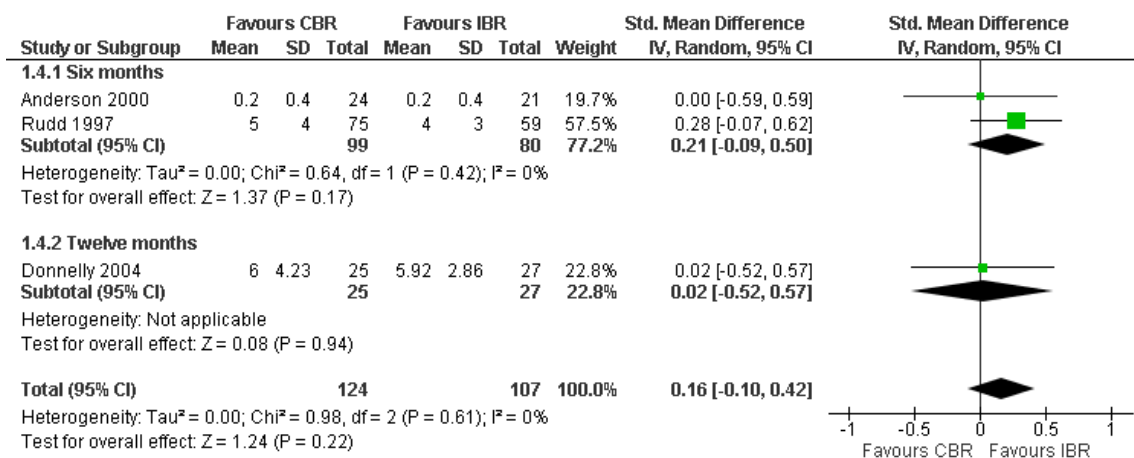 Favours CBR Favours IBR Std. Mean Difference Std. Mean Difference
Study or Subgroup Mean SD Total Mean SD Total Weight IV, Random, 95% CI IV, Random, 95% CI
1.4.1 Six months
Anderson 2000 0.2 0.4 24 0.2 0.4 21 19.7% 0.00 [-0.59, 0.59]
Rudd 1997 5 4 75 4 3 59 57.5% 0.28 [-0.07, 0.62]
Subtotal (95% CI) 99 80 77.2% 0.21 [-0.09, 0.50]
Heterogeneity: Tau² = 0.00; Chi² = 0.64, df = 1 (P = 0.42); I² = 0%
Test for overall effect: Z = 1.37 (P = 0.17)
1.4.2 Twelve months
Donnelly 2004 6 4.23 25 5.92 2.86 27 22.8% 0.02 [-0.52, 0.57]
Subtotal (95% CI) 25 27 22.8% 0.02 [-0.52, 0.57]
Heterogeneity: Not applicable
Test for overall effect: Z = 0.08 (P = 0.94)
Total (95% CI) 124 107 100.0% 0.16 [-0.10, 0.42]
Heterogeneity: Tau² = 0.00; Chi² = 0.98, df = 2 (P = 0.61); I² = 0%
Test for overall effect: Z = 1.24 (P = 0.22)
-1 -0.5 0 0.5 1
Favours CBR Favours IBR